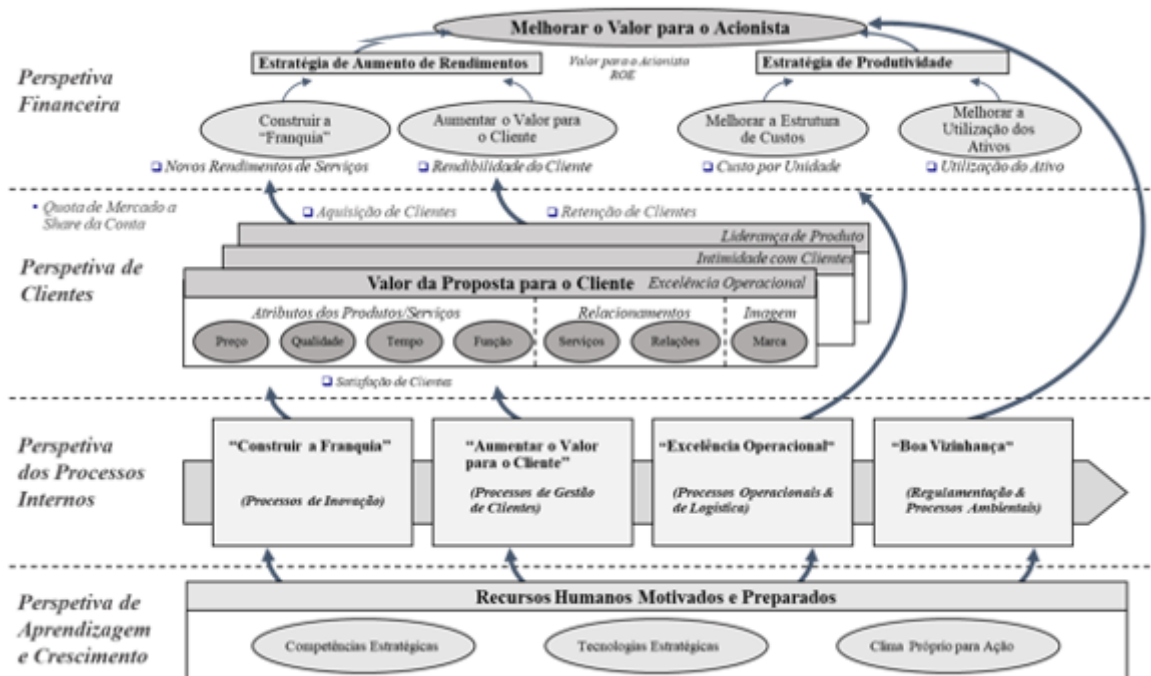 Melhorar o Valor para o Acionista
Perspetiva
Financeira
Estratégia de Aumento de Rendimentos
Valor para o Acionista
ROE
Estratégia de Produtividade
Construir a
“Franquia”
Aumentar o Valor para
o Cliente
Melhorar a Estrutura
de Custos
Melhorar a
Utilização dos
Ativos
Novos Rendimentos de Serviços
Rendibilidade do Cliente
Custo por Unidade
Utilização do Ativo
Quota de Mercado a
Share da Conta
Aquisição de Clientes
Retenção de Clientes
Perspetiva de
Clientes
Liderança de Produto
Intimidade com Clientes
Valor da Proposta para o Cliente Excelência Operacional
Atributos dos Produtos/Serviços
Relacionamentos
Imagem
Preço
Qualidade
Tempo
Função
Serviços
Relações
Marca
Satisfação de Clientes
Perspetiva
dos Processos
Internos
“Construir a Franquia”
(Processos de Inovação)
“Aumentar o Valor
para o Cliente”
(Processos de Gestão
de Clientes)
“Excelência Operacional“
(Processos Operacionais &
de Logística)
“Boa Vizinhança“
(Regulamentação &
Processos Ambientais)
Perspetiva de
Aprendizagem
e Crescimento
Recursos Humanos Motivados e Preparados
Competências Estratégicas
Tecnologias Estratégicas
Clima Próprio para Ação